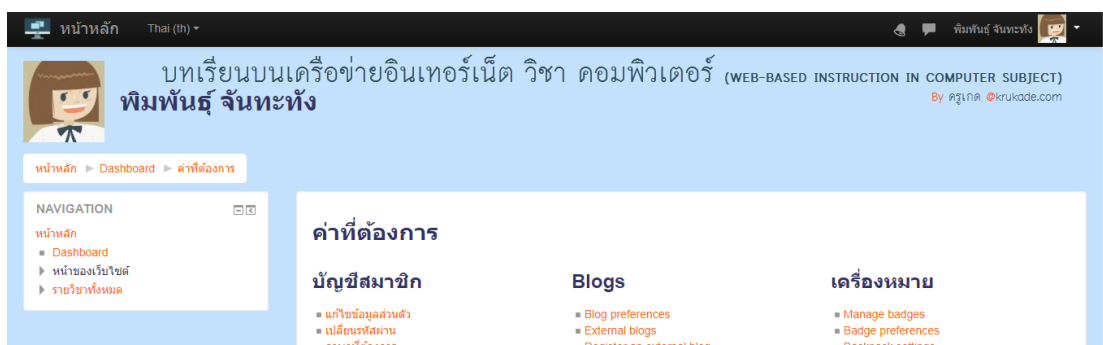 หน้าหลัก Thai (th) พิมพันธุ์ จันทะทัง
บทเรียนบนเครือข่ายอินเทอร์เน็ต วิชา คอมพิวเตอร์ (WEB-BASED INSTRUCTION IN COMPUTER SUBJECT)
พิมพันธุ์ จันทะทัง
By ครูเกด @krukade.com
หน้าหลัก Dashboard ค่าที่ต้องการ
NAVIGATION
หน้าหลัก
Dashboard
หน้าของเว็บไซต์
รายวิชาทั้งหมด
ค่าที่ต้องการ
บัญชีสมาชิก Blogs เครื่องหมาย
แก้ไขข้อมูลส่วนตัว Blog preferences Manage badges
เปลี่ยนรหัสผ่าน External blogs Badge preferences
Register an external blog Backpack settings